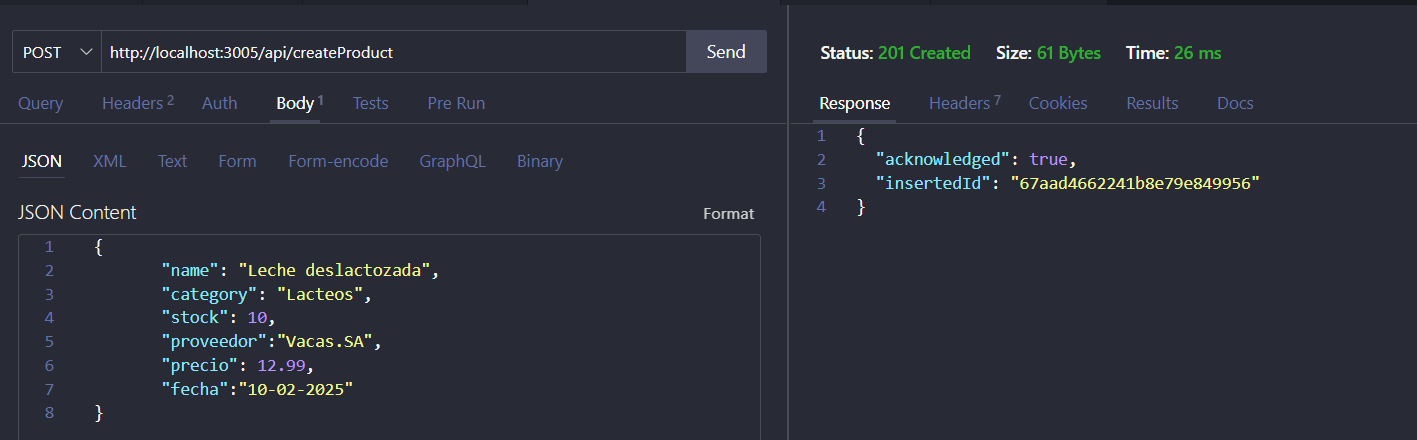 POST http://localhost:3005/api/createProduct Send
Query Headers 2 Auth Body 1 Tests Pre Run
JSON XML Text Form Form-encode GraphQL Binary
JSON Content Format
1 {
2 "name": "Leche deslactozada",
3 "category": "Lacteos",
4 "stock": 10,
5 "proveedor":"Vacas.SA",
6 "precio": 12.99,
7 "fecha":"10-02-2025"
8 }
Status: 201 Created Size: 61 Bytes Time: 26 ms
Response Headers 7 Cookies Results Docs
1 {
2 "acknowledged": true,
3 "insertedId": "67aad4662241b8e79e849956"
4 }